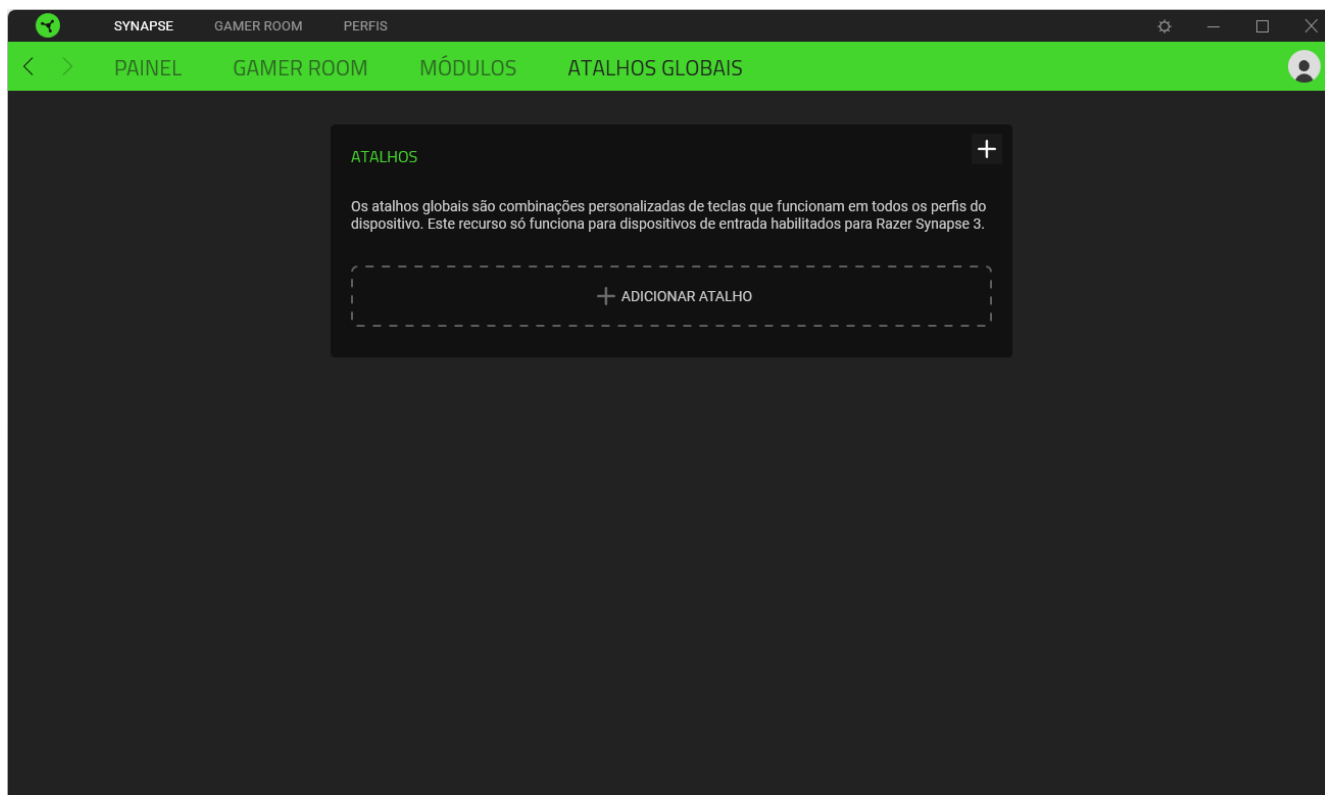 SYNAPSE GAMER ROOM PERFIS
PAINEL GAMER ROOM MÓDULOS ATALHOS GLOBAIS
ATALHOS
Os atalhos globais são combinações personalizadas de teclas que funcionam em todos os perfis do
dispositivo. Este recurso só funciona para dispositivos de entrada habilitados para Razer Synapse 3.
ADICIONAR ATALHO